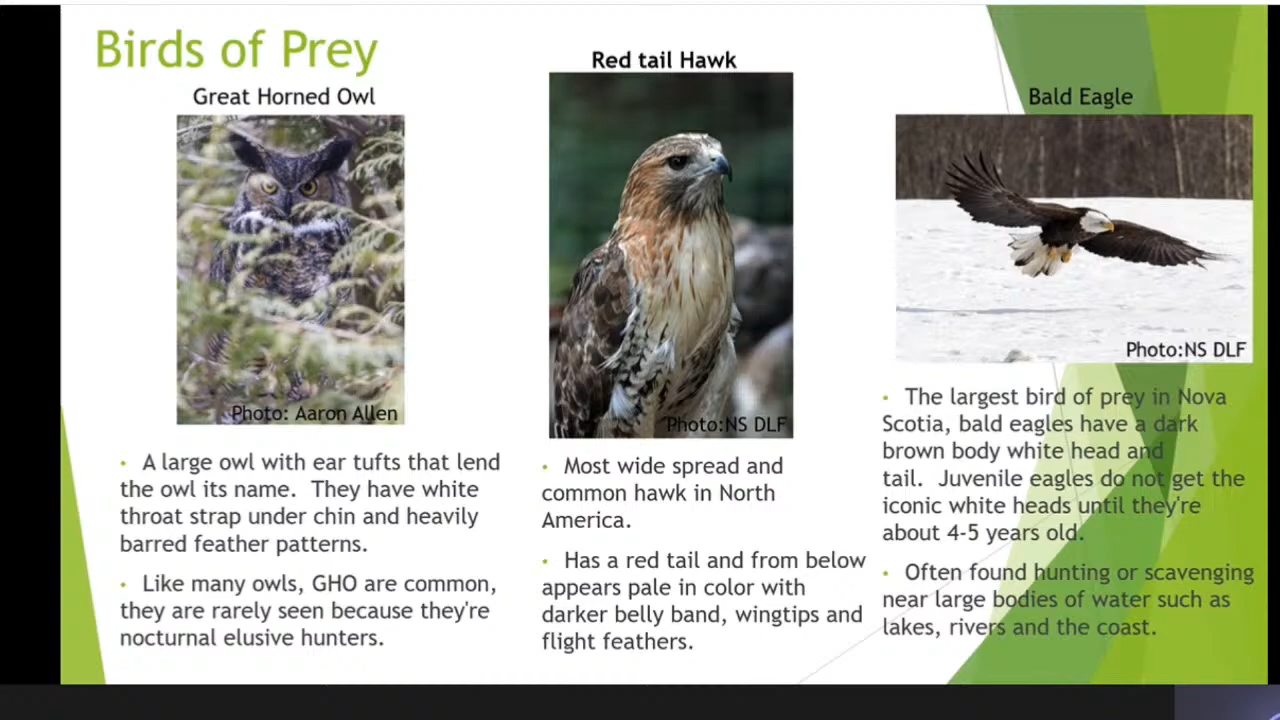 Birds of Prey
Great Horned Owl
Photo: Aaron Allen
• A large owl with ear tufts that lend
the owl its name. They have white
throat strap under chin and heavily
barred feather patterns.
• Like many owls, GHO are common,
they are rarely seen because they're
nocturnal elusive hunters.
Red tail Hawk
Photo:NS DLF
• Most wide spread and
common hawk in North
America.
• Has a red tail and from below
appears pale in color with
darker belly band, wingtips and
flight feathers.
Bald Eagle
Photo:NS DLF
• The largest bird of prey in Nova
Scotia, bald eagles have a dark
brown body white head and
tail. Juvenile eagles do not get the
iconic white heads until they're
about 4-5 years old.
• Often found hunting or scavenging
near large bodies of water such as
lakes, rivers and the coast.